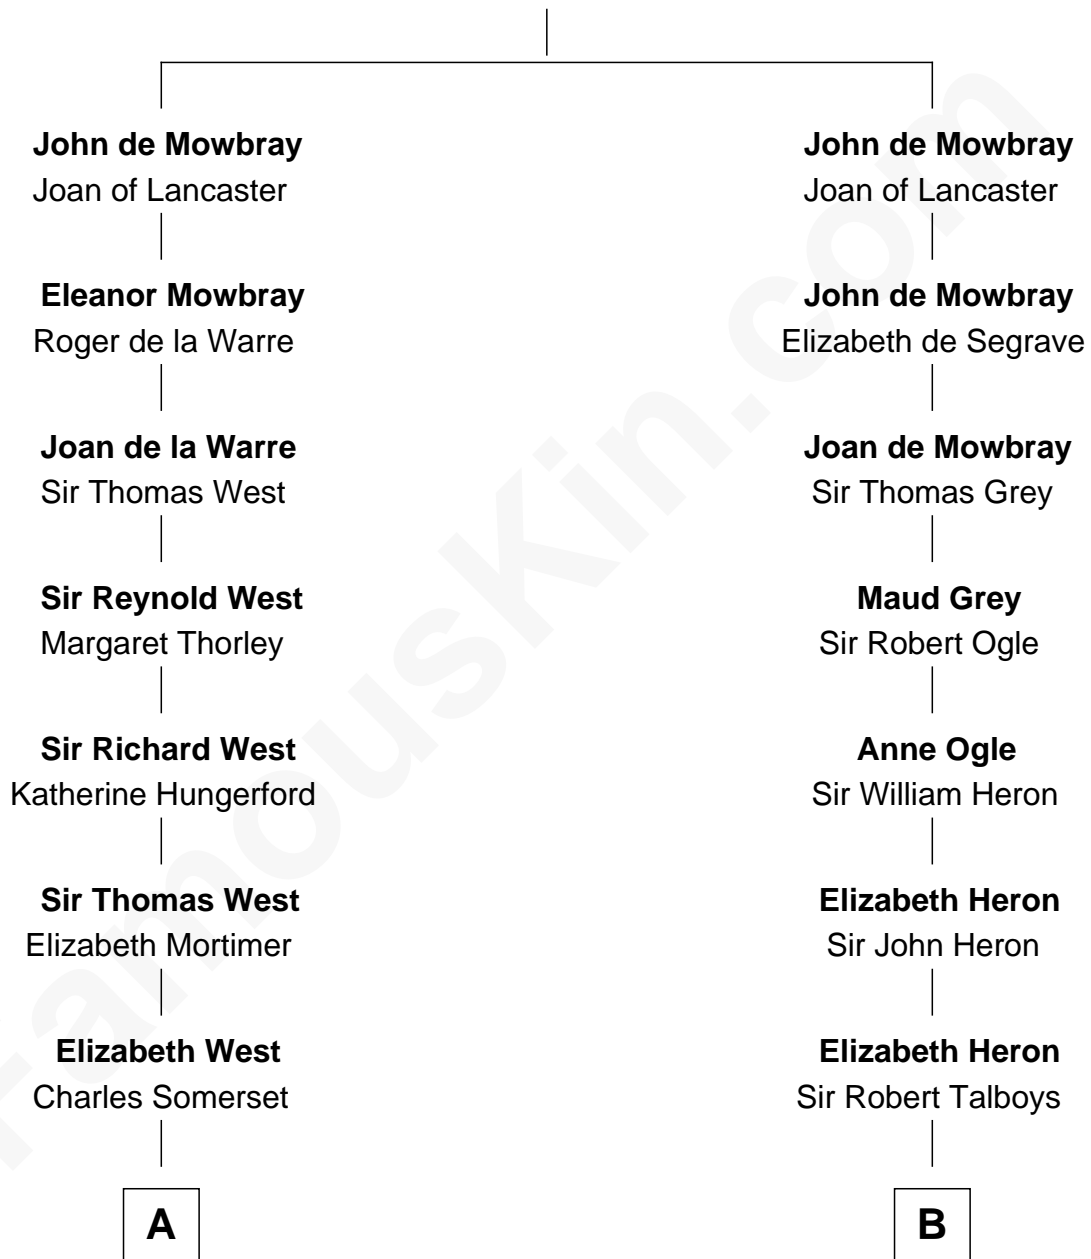 John de Mowbray
Joan of Lancaster
Eleanor Mowbray
Roger de la Warre
Joan de la Warre
Sir Thomas West
Sir Reynold West
Margaret Thorley
Sir Richard West
Katherine Hungerford
Sir Thomas West
Elizabeth Mortimer
Elizabeth West
Charles Somerset
A
John de Mowbray
Joan of Lancaster
John de Mowbray
Elizabeth de Segrave
Joan de Mowbray
Sir Thomas Grey
Maud Grey
Sir Robert Ogle
Anne Ogle
Sir William Heron
Elizabeth Heron
Sir John Heron
Elizabeth Heron
Sir Robert Talboys
B
FamousKin.com